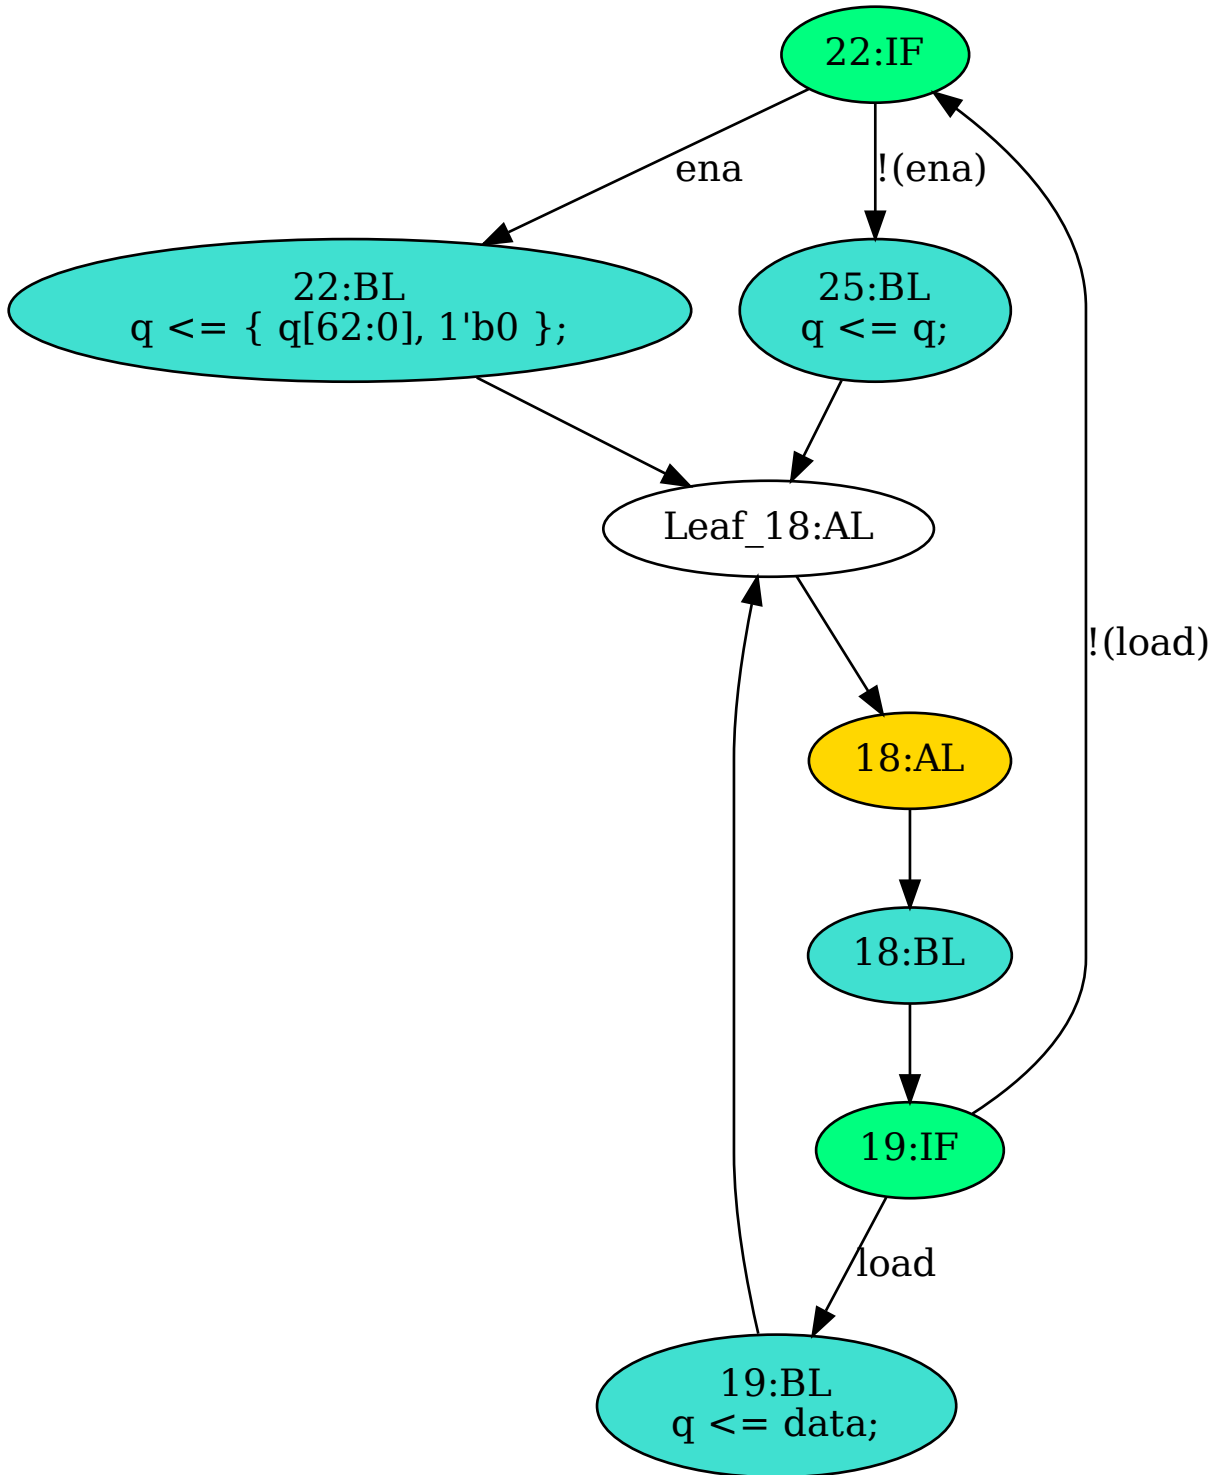 22:IF
ena
!(ena)
22:BL
q <= { q[62:0], 1'b0 };
25:BL
q <= q;
Leaf_18:AL
!(load)
18:AL
18:BL
19:IF
load
19:BL
q <= data;